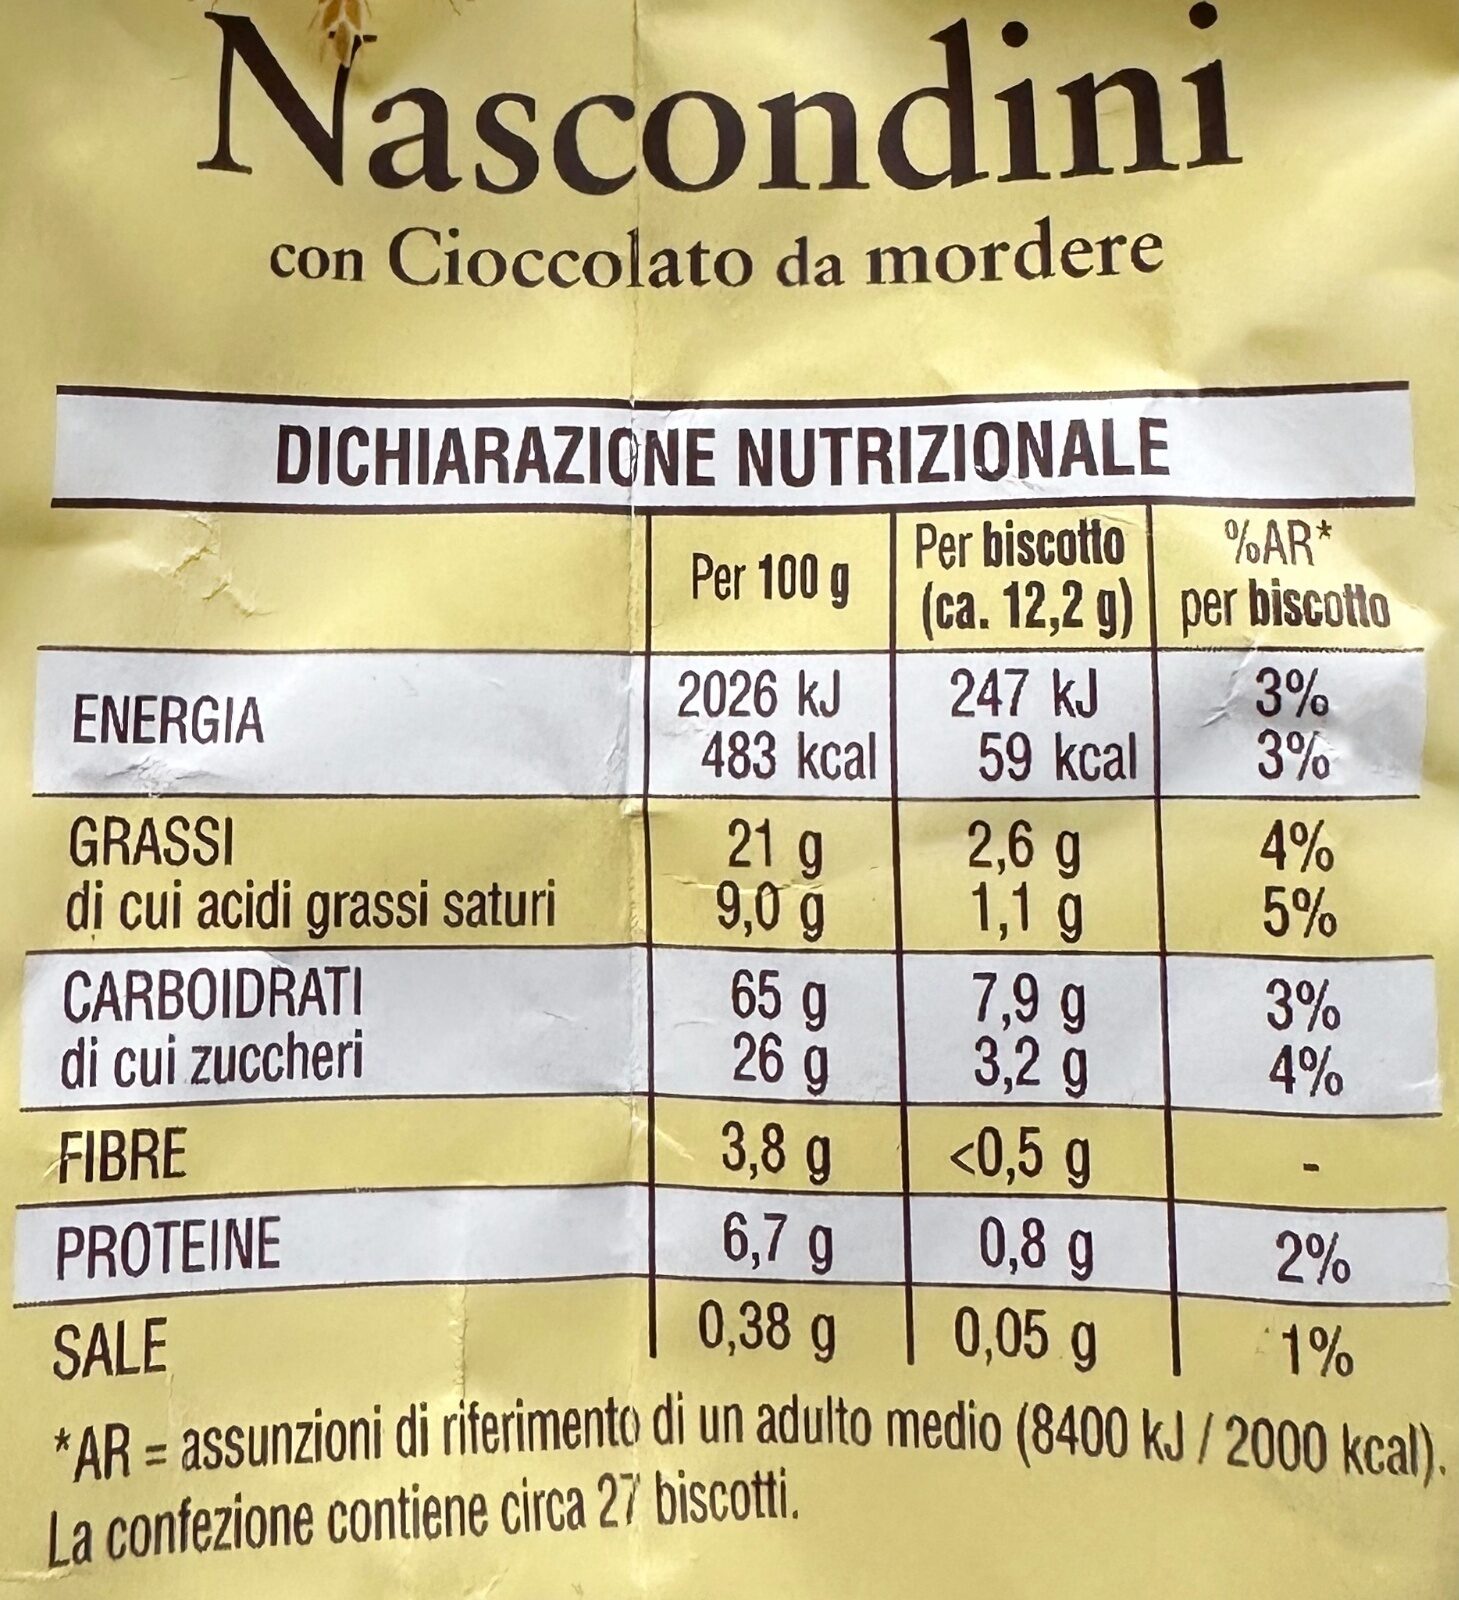 Nascondini
con Cioccolato da mordere
DICHIARAZIONE NUTRIZIONALE
Per 100 g Per biscotto (ca. 12,2 g) %AR* per biscotto
ENERGIA 2026 kJ 247 kJ 3%
483 kcal 59 kcal 3%
GRASSI 21 g 2,6 g 4%
di cui acidi grassi saturi 9,0 g 1,1 g 5%
CARBOIDRATI 65 g 7,9 g 3%
di cui zuccheri 26 g 3,2 g 4%
FIBRE 3,8 g <0,5 g -
PROTEINE 6,7 g 0,8 g 2%
SALE 0,38 g 0,05 g 1%
*AR = assunzioni di riferimento di un adulto medio (8400 kJ / 2000 kcal).
La confezione contiene circa 27 biscotti.